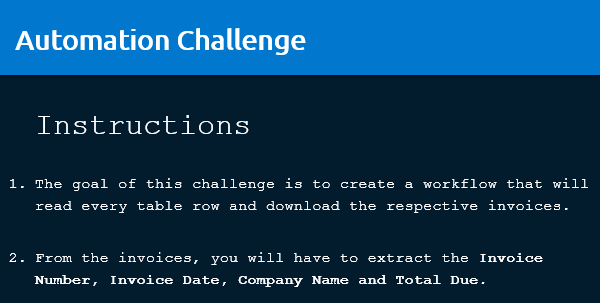 Automation Challenge
Instructions
1. The goal of this challenge is to create a workflow that will
read every table row and download the respective invoices.
2. From the invoices, you will have to extract the Invoice
Number, Invoice Date, Company Name and Total Due.